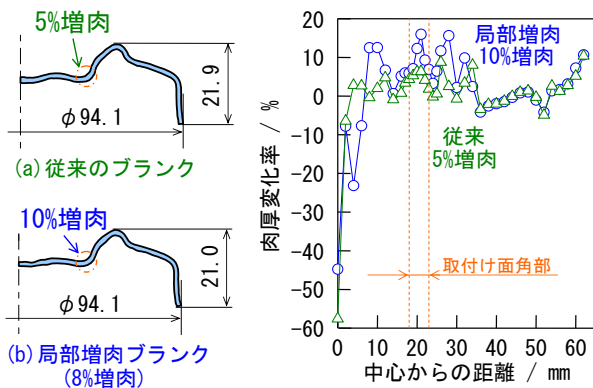 5%増肉
21.9
φ94.1
(a)従来のブランク
10%増肉
21.0
φ94.1
(b)局部増肉ブランク
(8%増肉)
肉厚変化率 / %
20
10
0
-10
-20
-30
-40
-50
-60
局部増肉
10%増肉
従来
5%増肉
取付け面角部
0 10 20 30 40 50 60
中心からの距離 / mm